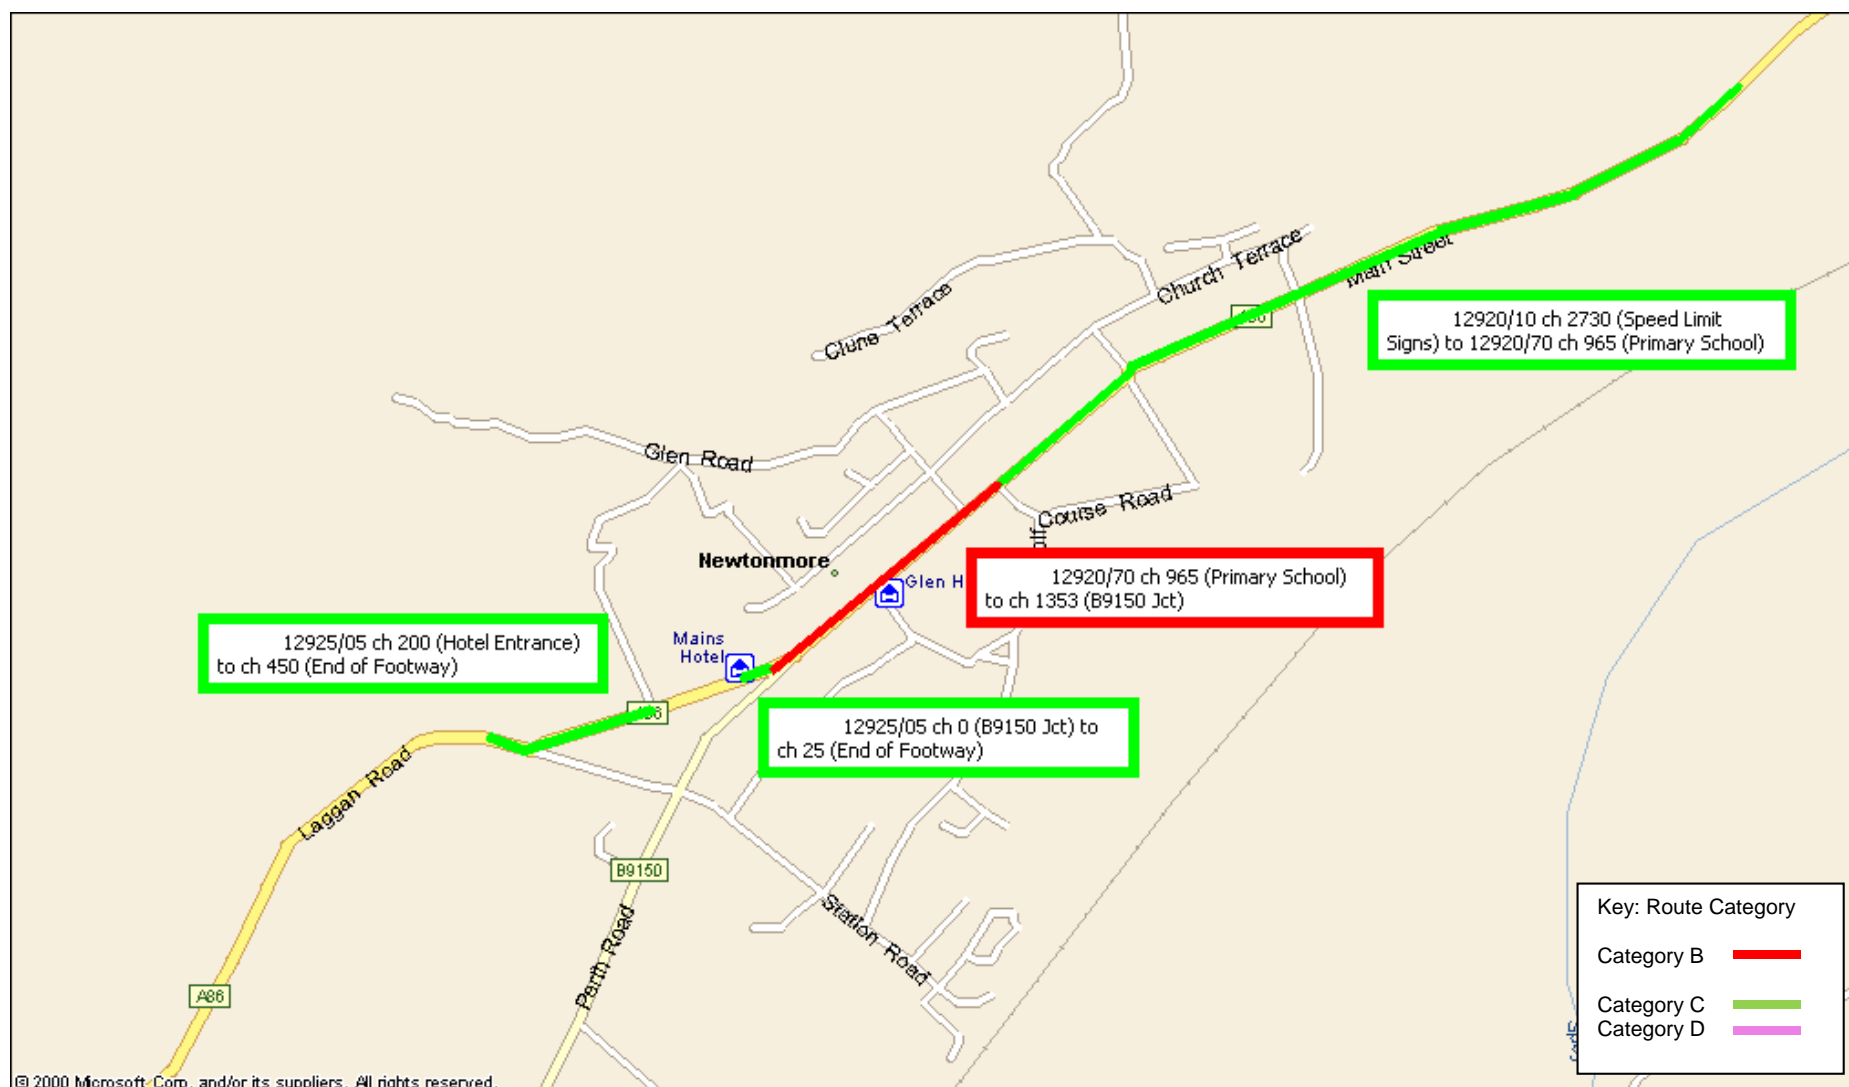 Church Terrace
Main Street
Clune Terrace
12920/10 ch 2730 (Speed Limit
Signs) to 12920/70 ch 965 (Primary School)
Glen Road
Course Road
Newtonmore
Glen H
12920/70 ch 965 (Primary School)
to ch 1353 (B9150 Jct)
12925/05 ch 200 (Hotel Entrance)
to ch 450 (End of Footway)
Mains
Hotel
12925/05 ch 0 (B9150 Jct) to
ch 25 (End of Footway)
Laggan Road
B9150
Station Road
Perth Road
A86
Key: Route Category
Category B
Category C
Category D
© 2000 Microsoft Corp. and/or its suppliers. All rights reserved.